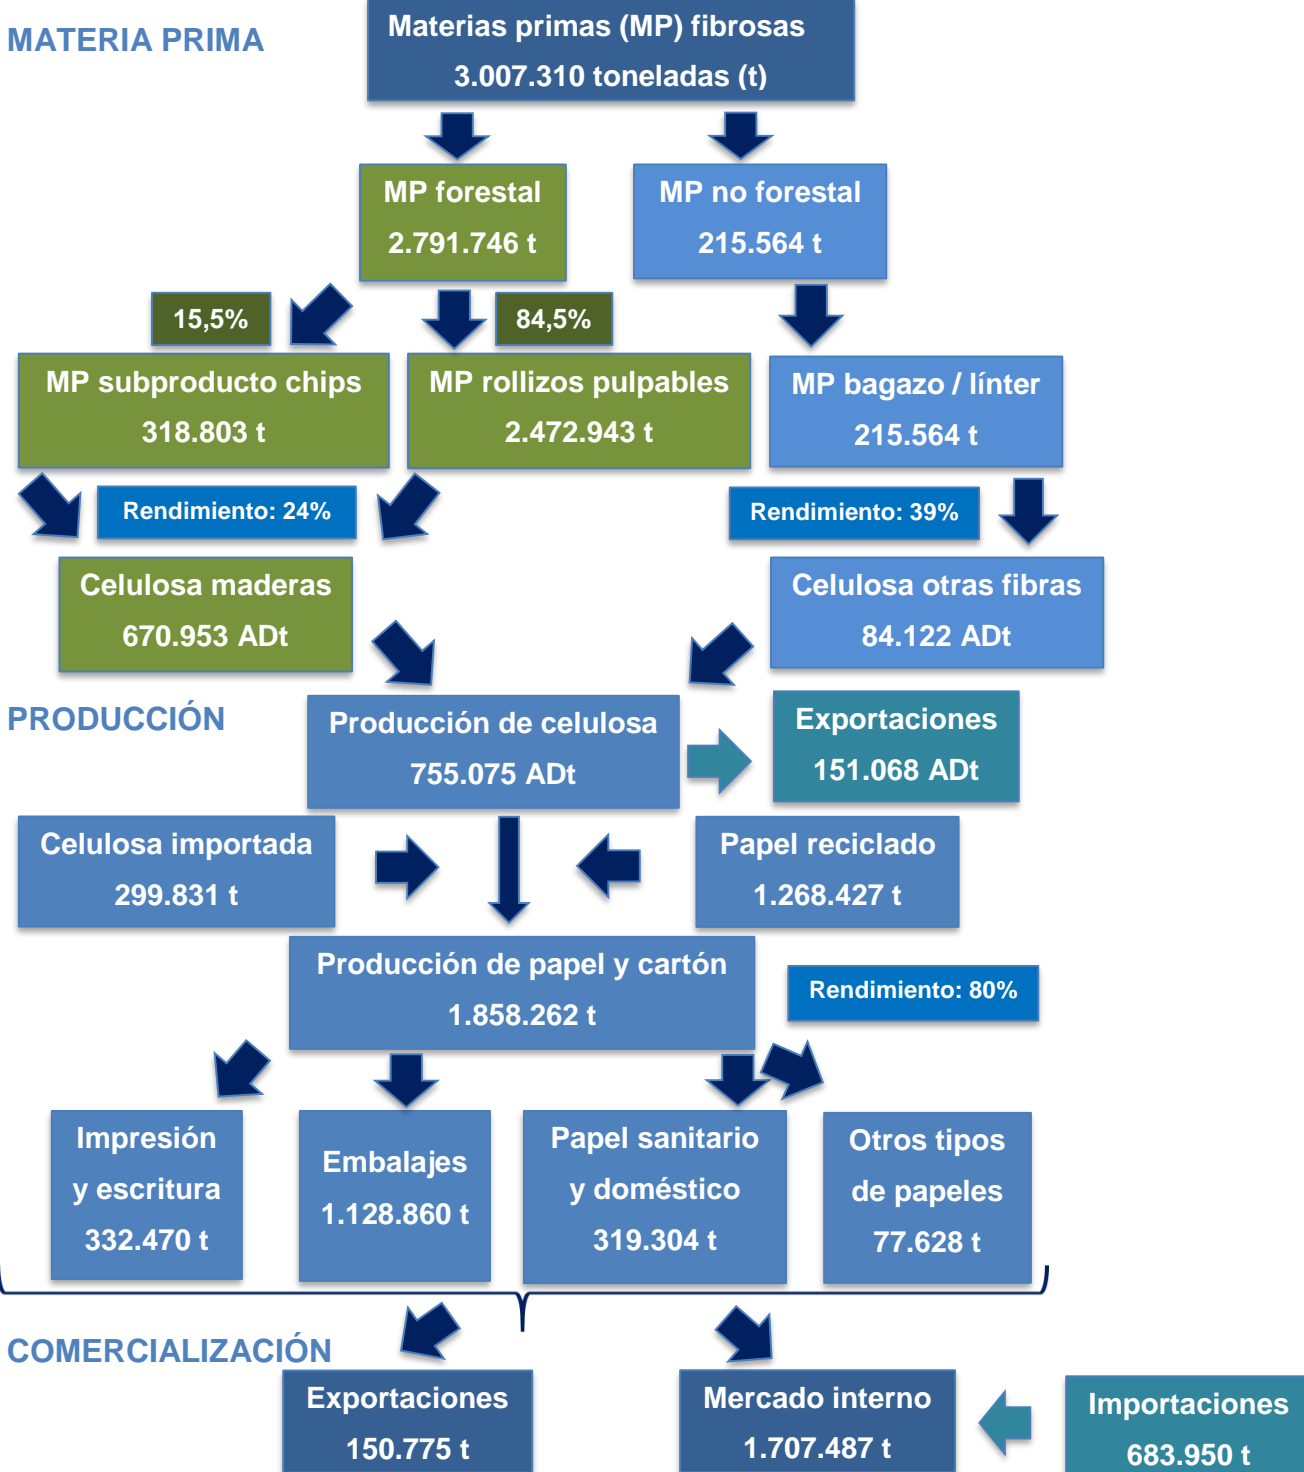 MATERIA PRIMA
Materias primas (MP) fibrosas
3.007.310 toneladas (t)
MP forestal
2.791.746 t
MP no forestal
215.564 t
15,5%
84,5%
MP subproducto chips
318.803 t
MP rollizos pulpables
2.472.943 t
MP bagazo / línter
215.564 t
Rendimiento: 24%
Rendimiento: 39%
Celulosa maderas
670.953 ADt
Celulosa otras fibras
84.122 ADt
PRODUCCIÓN
Producción de celulosa
755.075 ADt
Exportaciones
151.068 ADt
Celulosa importada
299.831 t
Papel reciclado
1.268.427 t
Producción de papel y cartón
1.858.262 t
Rendimiento: 80%
Impresión
y escritura
332.470 t
Embalajes
1.128.860 t
Papel sanitario
y doméstico
319.304 t
Otros tipos
de papeles
77.628 t
COMERCIALIZACIÓN
Exportaciones
150.775 t
Mercado interno
1.707.487 t
Importaciones
683.950 t